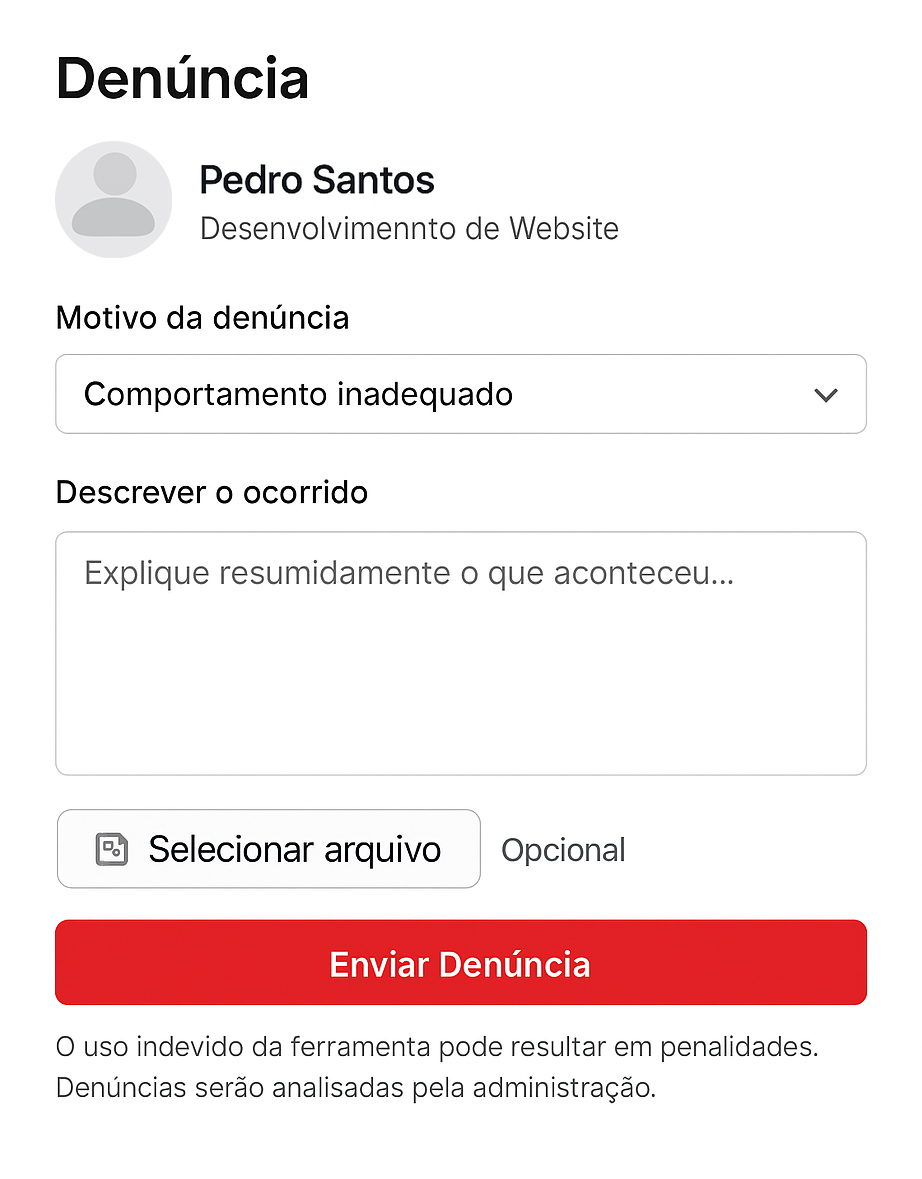 Denúncia
Pedro Santos
Desenvolvimennto de Website
Motivo da denúncia
Comportamento inadequado
Descrever o ocorrido
Explique resumidamente o que aconteceu...
Selecionar arquivo Opcional
Enviar Denúncia
O uso indevido da ferramenta pode resultar em penalidades.
Denúncias serão analisadas pela administração.